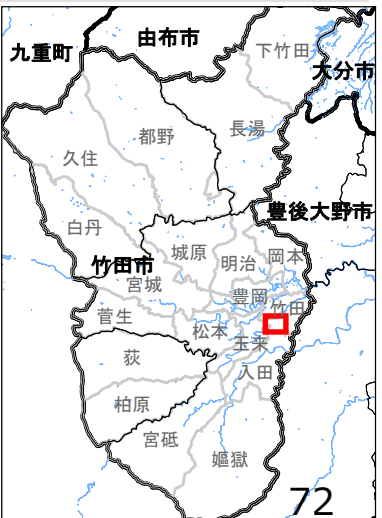 由布市
九重町
下竹田
大分市
都野
長湯
久住
豊後大野市
白丹
城原
岡本
明治
竹田市
宮城
豊岡
竹田
菅生
松本
玉来
荻
入田
柏原
宮砥
嫗獄
72